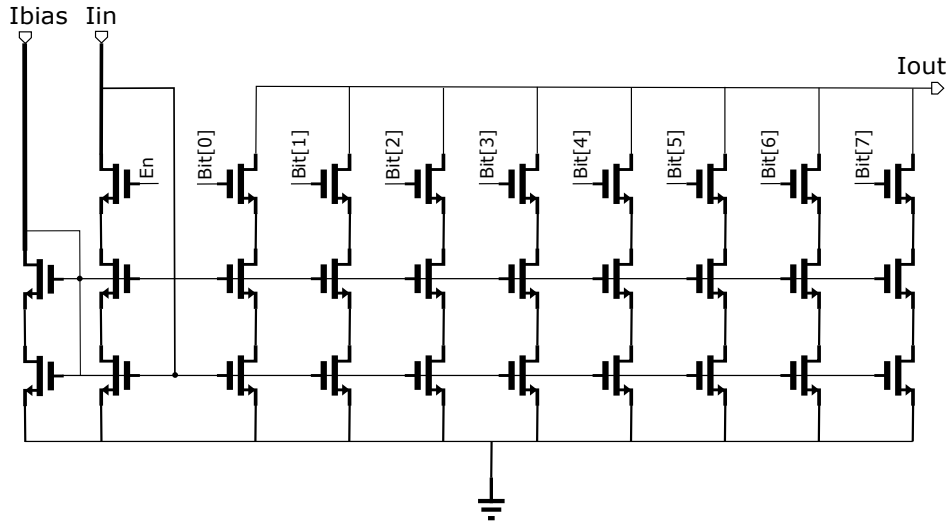 Ibias
Iin
Iout
En
Bit[0]
Bit[1]
Bit[2]
Bit[3]
Bit[4]
Bit[5]
Bit[6]
Bit[7]